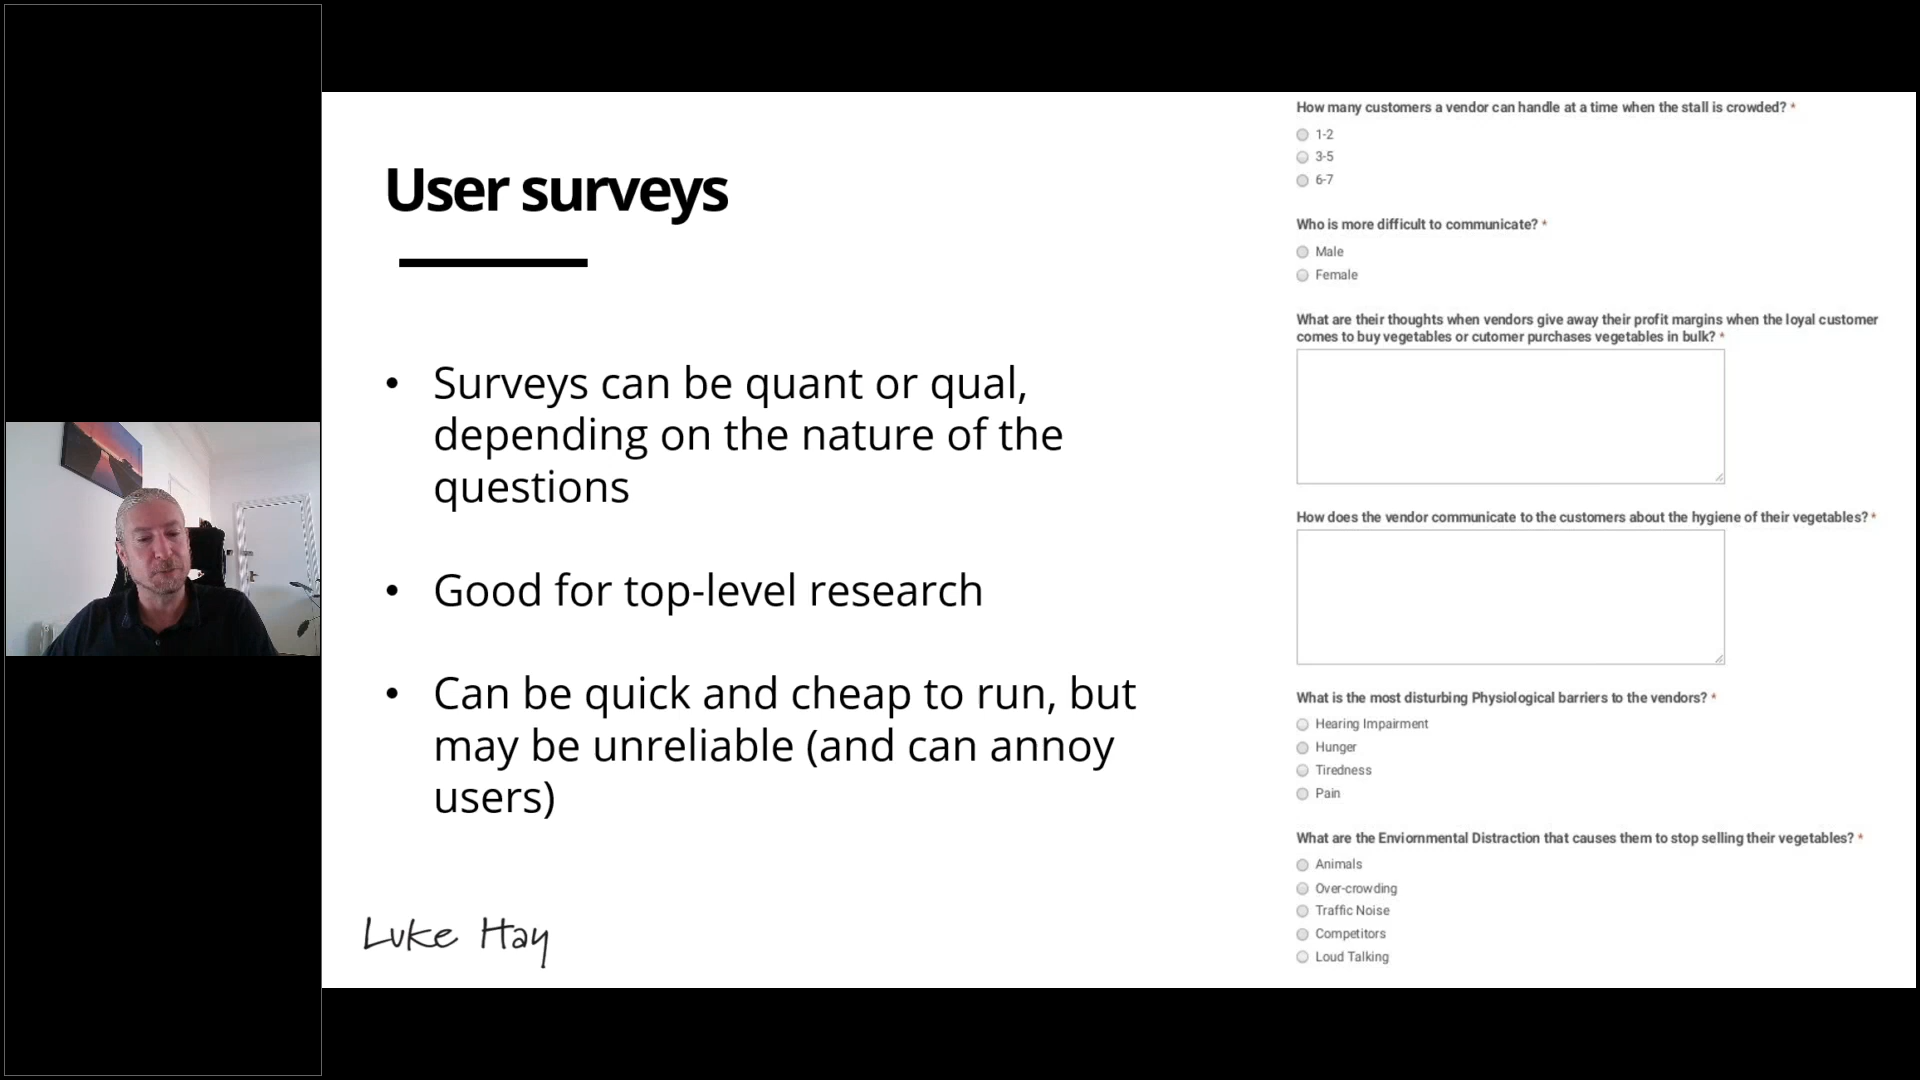 User surveys
• Surveys can be quant or qual,
depending on the nature of the
questions
• Good for top-level research
• Can be quick and cheap to run, but
may be unreliable (and can annoy
users)
Luke Hay
How many customers a vendor can handle at a time when the stall is crowded? *
1-2
3-5
6-7
Who is more difficult to communicate? *
Male
Female
What are their thoughts when vendors give away their profit margins when the loyal customer
comes to buy vegetables or cutomer purchases vegetables in bulk? *
How does the vendor communicate to the customers about the hygiene of their vegetables? *
What is the most disturbing Physiological barriers to the vendors? *
Hearing Impairment
Hunger
Tiredness
Pain
What are the Enviornmental Distraction that causes them to stop selling their vegetables? *
Animals
Over-crowding
Traffic Noise
Competitors
Loud Talking